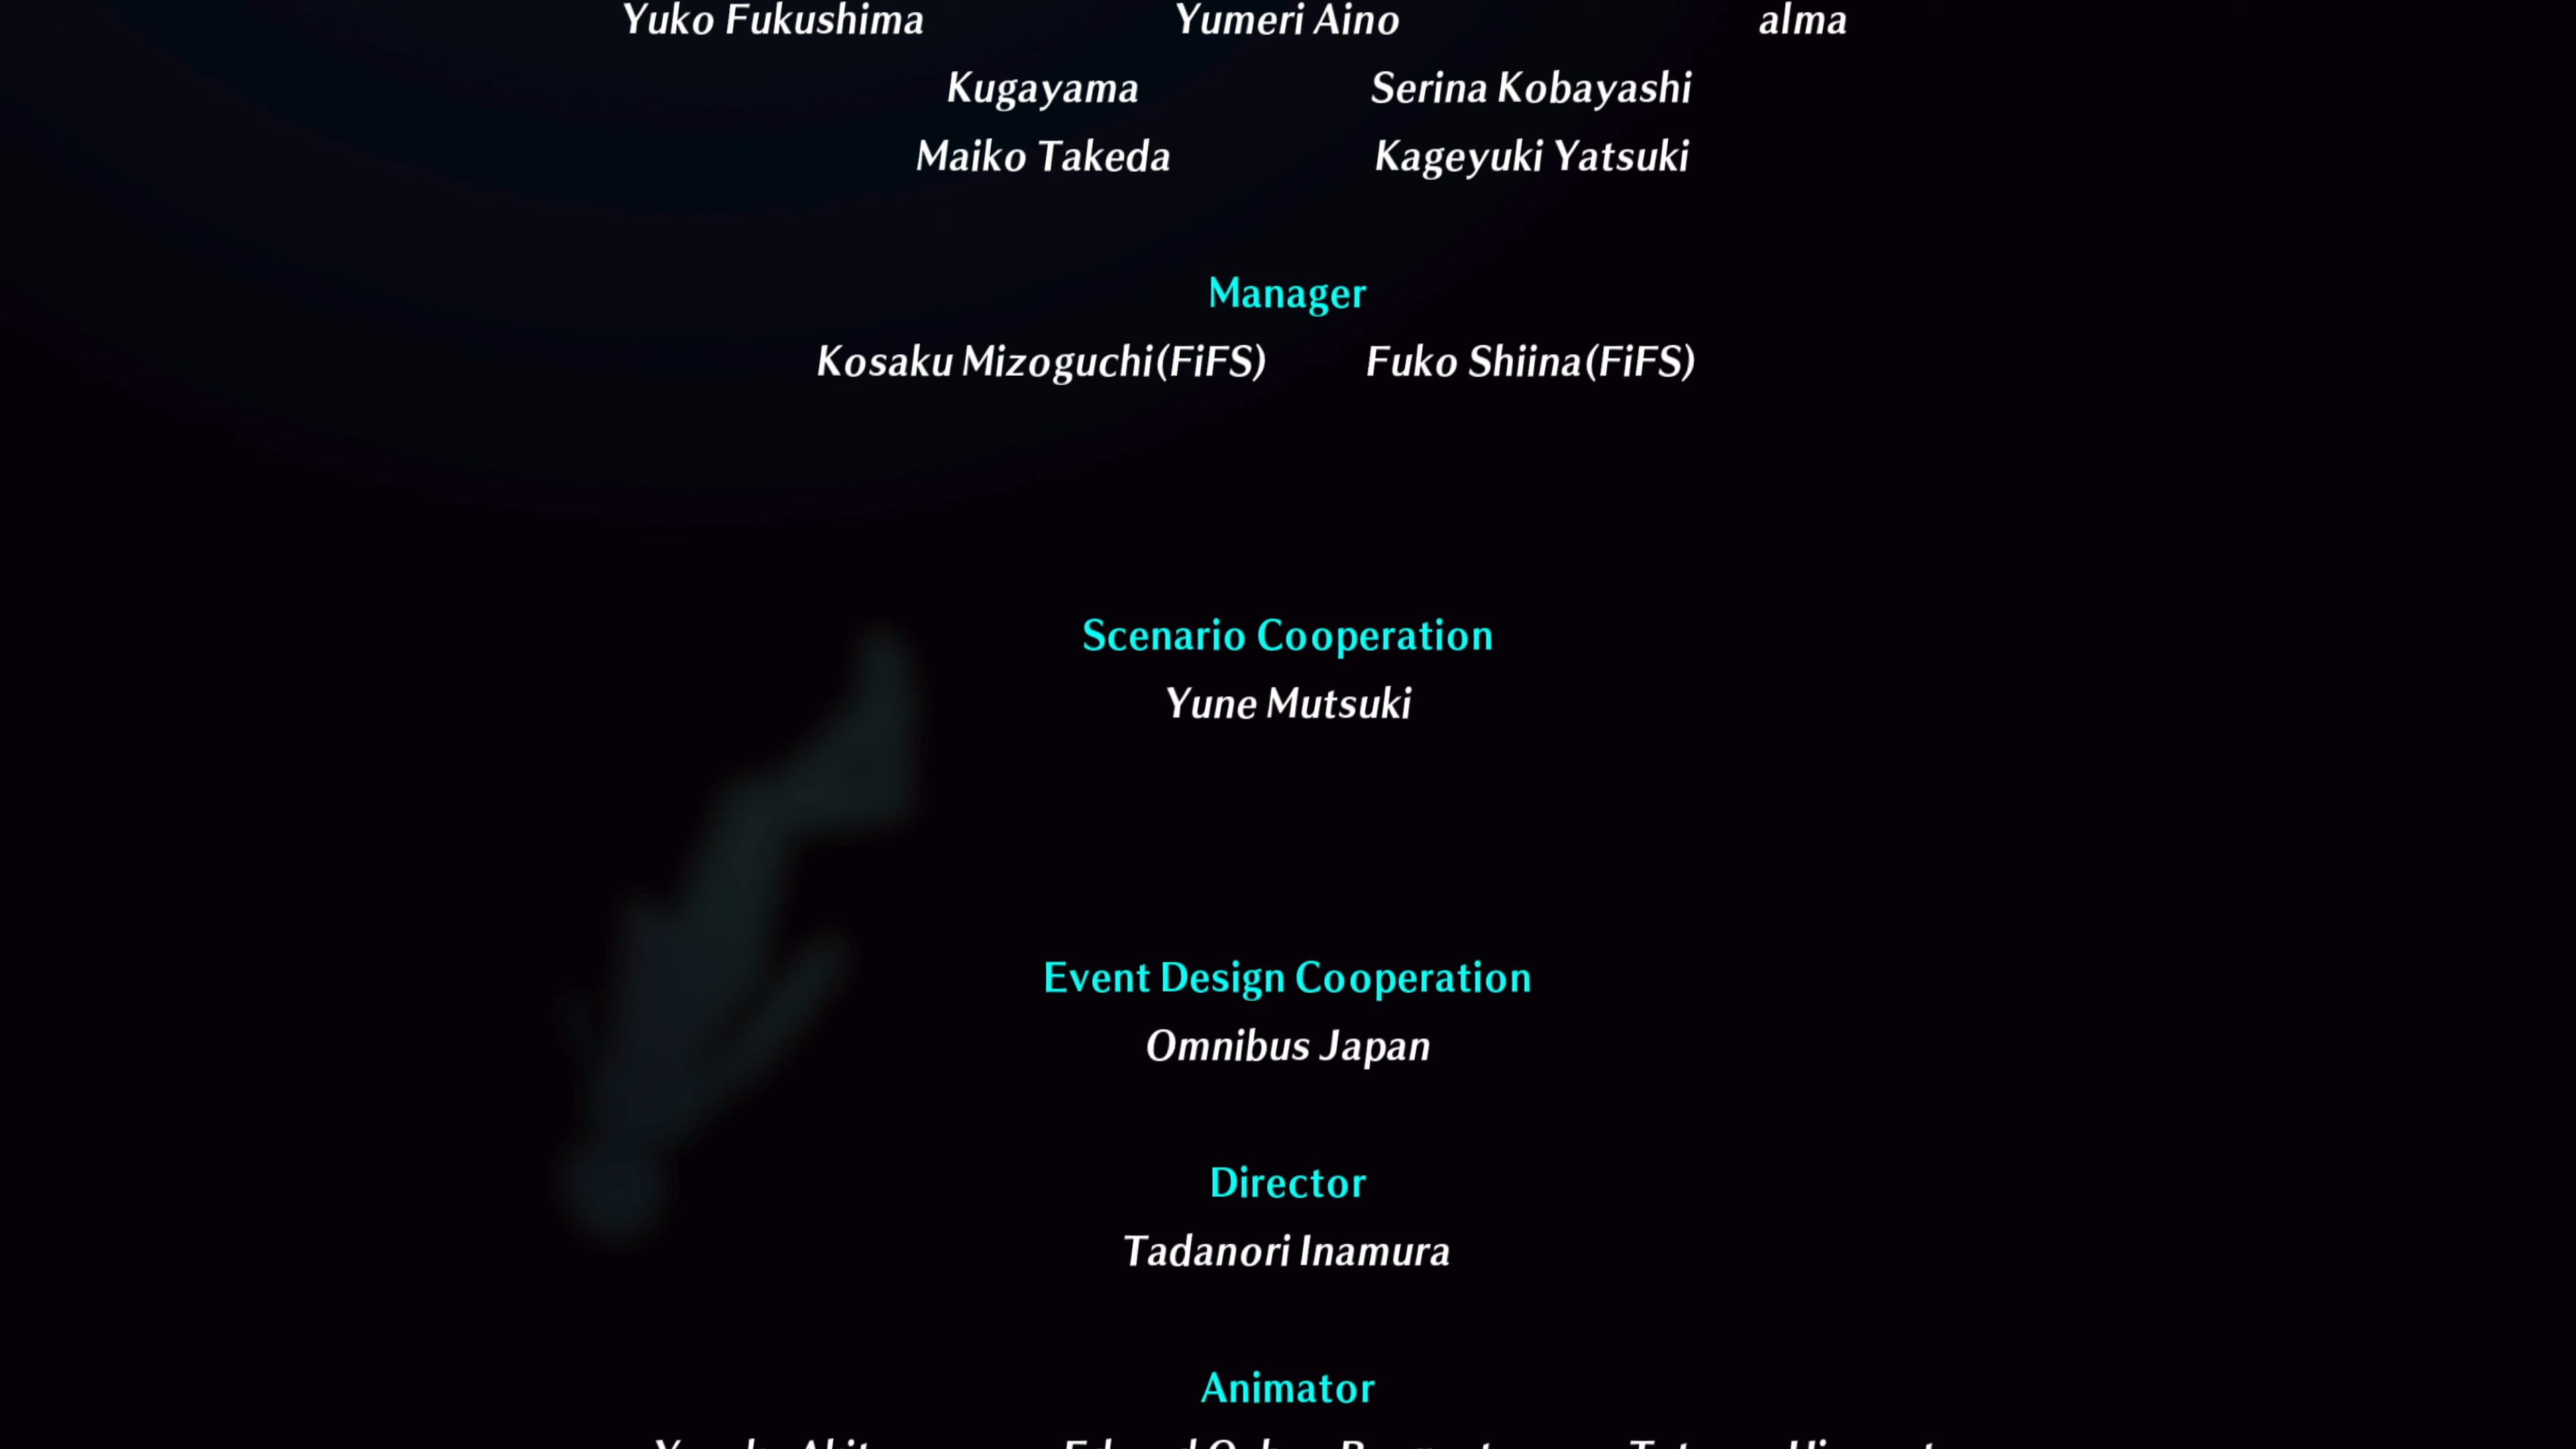 Yuko Fukushima Yumeri Aino alma
Kugayama Serina Kobayashi
Maiko Takeda Kageyuki Yatsuki
Manager
Kosaku Mizoguchi(FiFS) Fuko Shiina(FiFS)
Scenario Cooperation
Yune Mutsuki
Event Design Cooperation
Omnibus Japan
Director
Tadanori Inamura
Animator